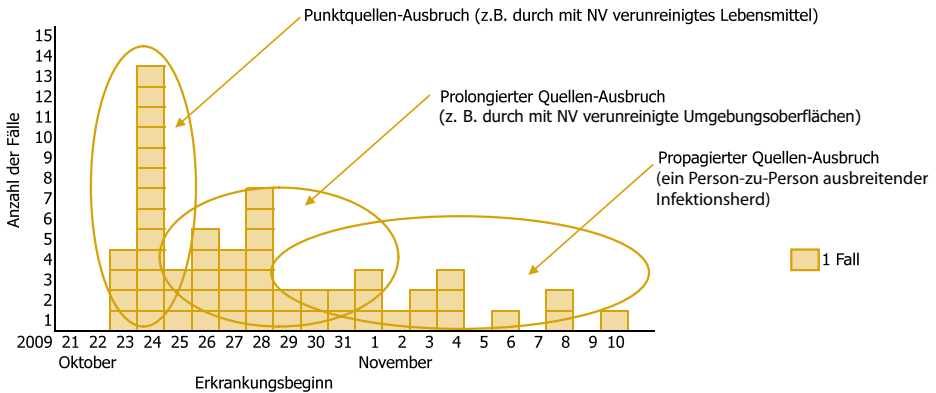 Punktquellen-Ausbruch (z.B. durch mit NV verunreinigtes Lebensmittel)
Prolongierter Quellen-Ausbruch
(z. B. durch mit NV verunreinigte Umgebungsoberflächen)
Propagierter Quellen-Ausbruch
(ein Person-zu-Person ausbreitender
Infektionsherd)
1 Fall
Anzahl der Fälle
15
14
13
12
11
10
9
8
7
6
5
4
3
2
1
2009 21 22 23 24 25 26 27 28 29 30 31 1 2 3 4 5 6 7 8 9 10
Oktober November
Erkrankungsbeginn